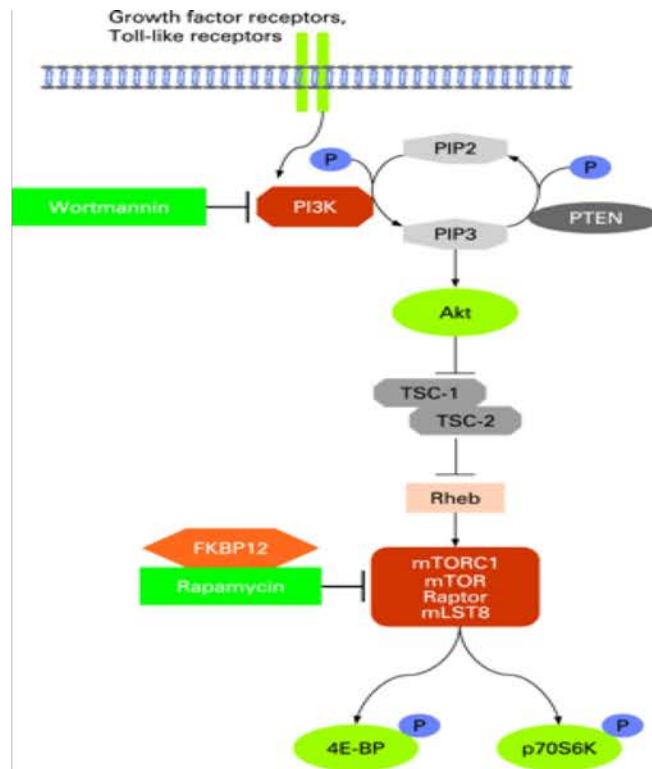 Growth factor receptors,
Toll-like receptors
P
PIP2
P
Wortmannin
PI3K
PTEN
PIP3
Akt
TSC-1
TSC-2
Rheb
FKBP12
Rapamycin
mTORC1
mTOR
Raptor
mLST8
P
P
4E-BP
p70S6K